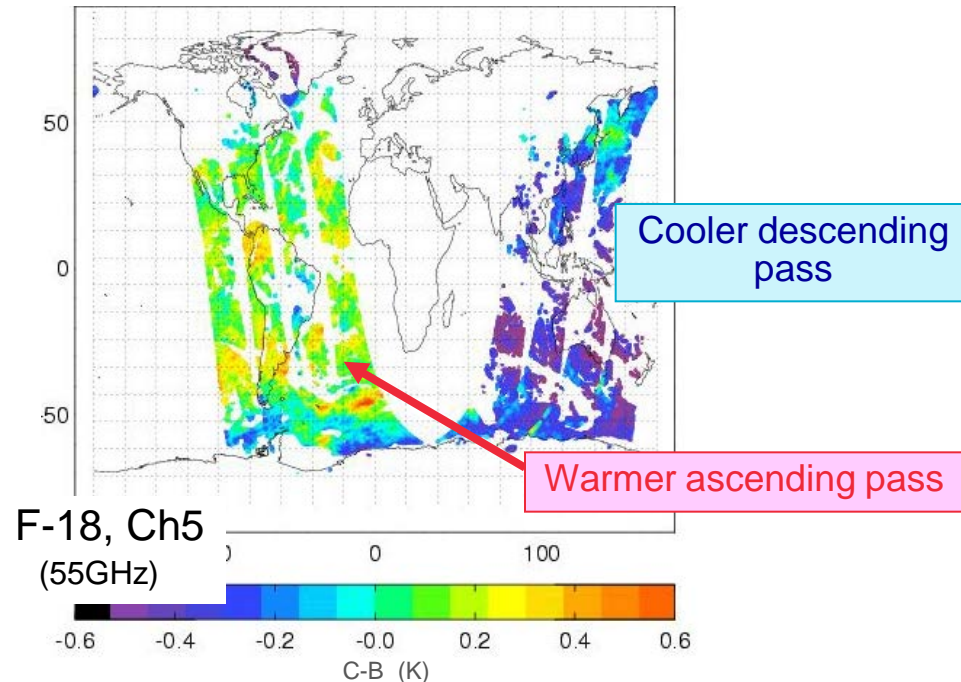 50
0
-50
Cooler descending
pass
Warmer ascending pass
F-18, Ch5
(55GHz)
0
100
-0.6
-0.4
-0.2
-0.0
0.2
0.4
0.6
C-B (K)